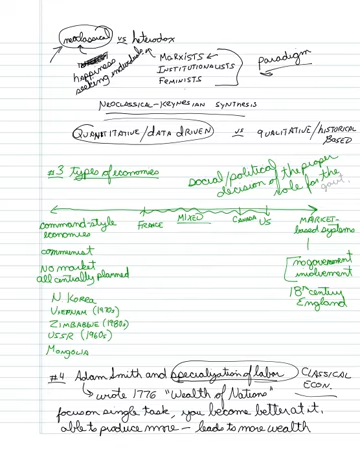 neoclassical vs heterodox
happiness seeking individuals
MARXISTS
INSTITUTIONALISTS
FEMINISTS
paradigm
NEOCLASSICAL-KEYNESIAN SYNTHESIS
QUANTITATIVE/DATA DRIVEN vs QUALITATIVE/HISTORICAL BASED
#3 Types of economies
Social/political of the proper
decision of role for the gov.
command-style economies
FRANCE
MIXED
CANADA
US
MARKET-based systems
communist
NO market
all centrally planned
no government involvement
18th century England
N Korea
VIETNAM (1970s)
ZIMBABWE (1980s)
USSR (1960s)
MONGOLIA
#4 Adam Smith and specialization of labor
CLASSICAL ECON.
wrote 1776 "Wealth of Nations"
focus on single task, you become better at it.
able to produce more - leads to more wealth